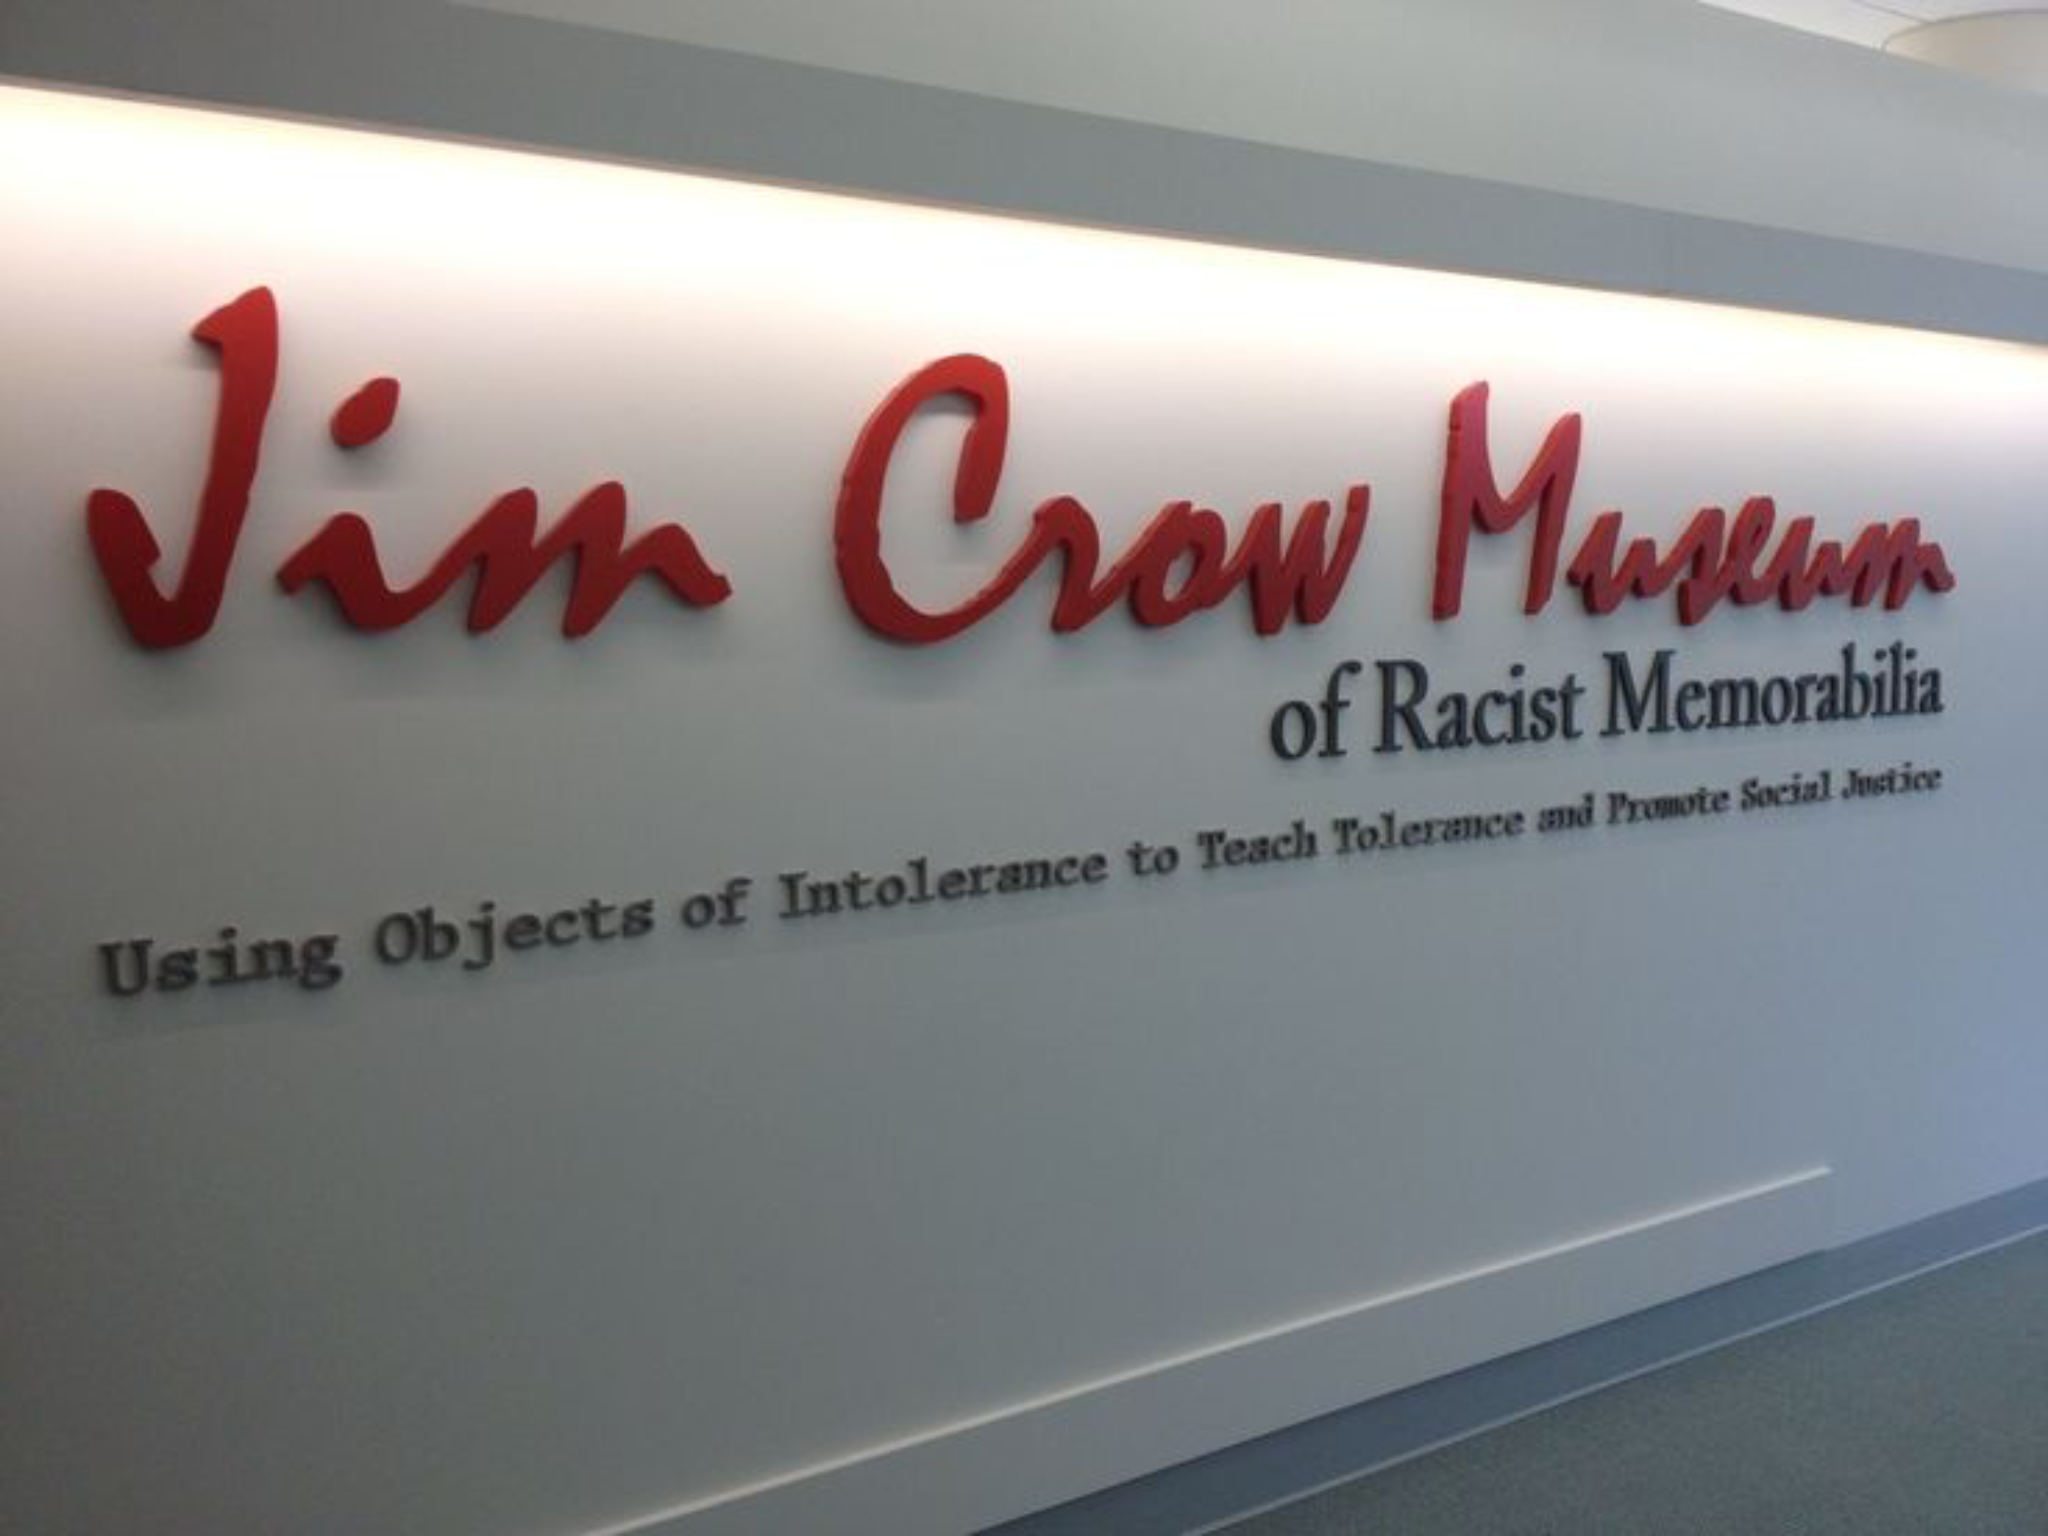 Jim Crow Museum
of Racist Memorabilia
Using Objects of Intolerance to Teach Tolerance and Promote Social Justice